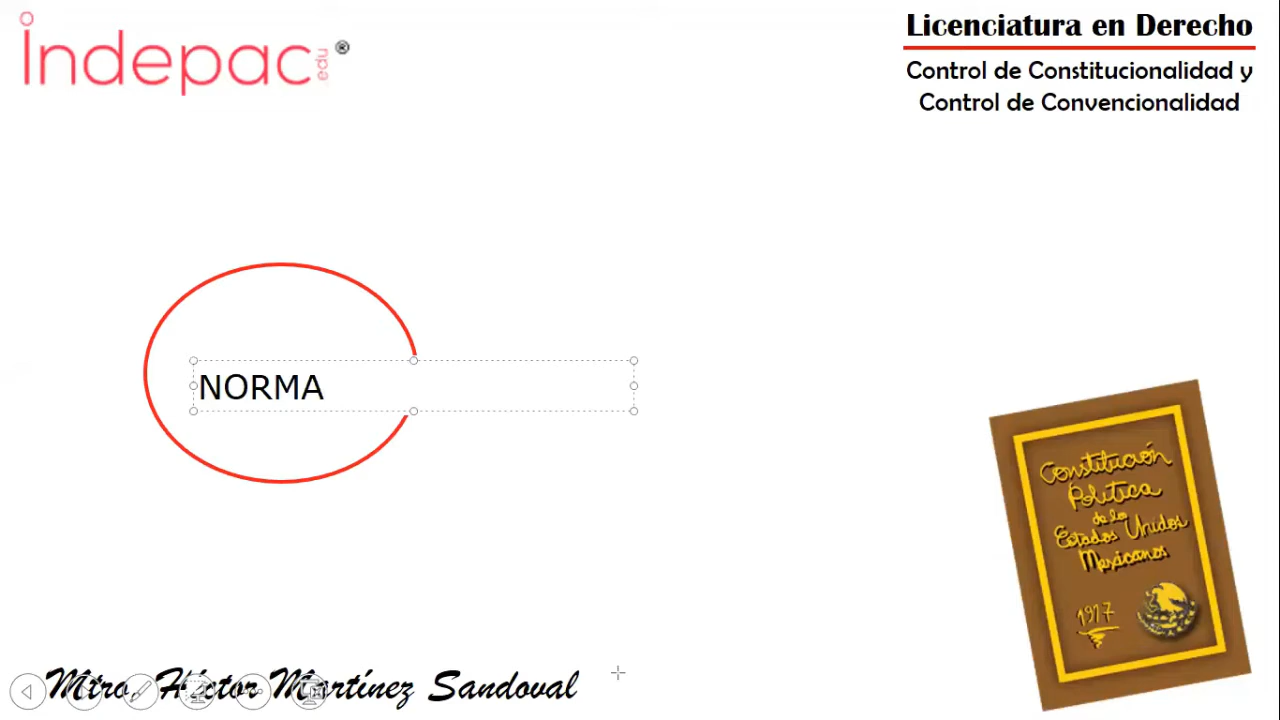 indepac edu ®
Licenciatura en Derecho
Control de Constitucionalidad y
Control de Convencionalidad
NORMA
Constitución
Política
de los
Estados Unidos
Mexicanos
1917
Mtro. Héctor Martínez Sandoval